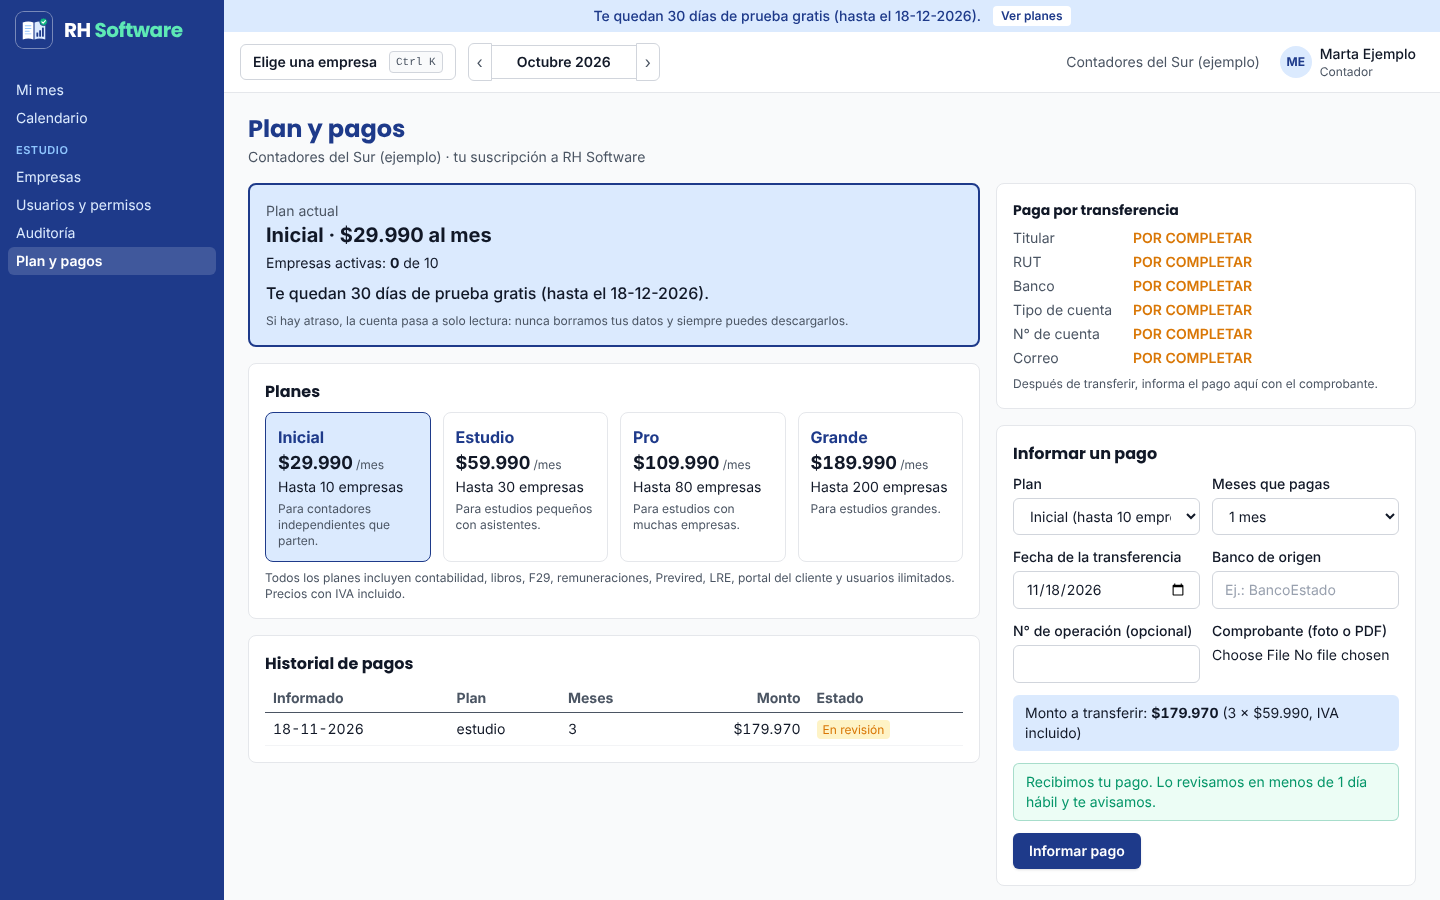 RH Software
Mi mes
Calendario
ESTUDIO
Empresas
Usuarios y permisos
Auditoría
Plan y pagos
Te quedan 30 días de prueba gratis (hasta el 18-12-2026). Ver planes
Elige una empresa Ctrl K ‹ Octubre 2026 ›
Contadores del Sur (ejemplo) ME Marta Ejemplo
Contador
Plan y pagos
Contadores del Sur (ejemplo) · tu suscripción a RH Software
Plan actual
Inicial · $29.990 al mes
Empresas activas: 0 de 10
Te quedan 30 días de prueba gratis (hasta el 18-12-2026).
Si hay atraso, la cuenta pasa a solo lectura: nunca borramos tus datos y siempre puedes descargarlos.
Planes
Inicial
$29.990 /mes
Hasta 10 empresas
Para contadores
independientes que
parten.
Estudio
$59.990 /mes
Hasta 30 empresas
Para estudios pequeños
con asistentes.
Pro
$109.990 /mes
Hasta 80 empresas
Para estudios con
muchas empresas.
Grande
$189.990 /mes
Hasta 200 empresas
Para estudios grandes.
Todos los planes incluyen contabilidad, libros, F29, remuneraciones, Previred, LRE, portal del cliente y usuarios ilimitados.
Precios con IVA incluido.
Historial de pagos
Informado Plan Meses Monto Estado
18-11-2026 estudio 3 $179.970 En revisión
Paga por transferencia
Titular POR COMPLETAR
RUT POR COMPLETAR
Banco POR COMPLETAR
Tipo de cuenta POR COMPLETAR
N° de cuenta POR COMPLETAR
Correo POR COMPLETAR
Después de transferir, informa el pago aquí con el comprobante.
Informar un pago
Plan Meses que pagas
Inicial (hasta 10 empr 1 mes
Fecha de la transferencia Banco de origen
11/18/2026 Ej.: BancoEstado
N° de operación (opcional) Comprobante (foto o PDF)
Choose File No file chosen
Monto a transferir: $179.970 (3 × $59.990, IVA
incluido)
Recibimos tu pago. Lo revisamos en menos de 1 día
hábil y te avisamos.
Informar pago